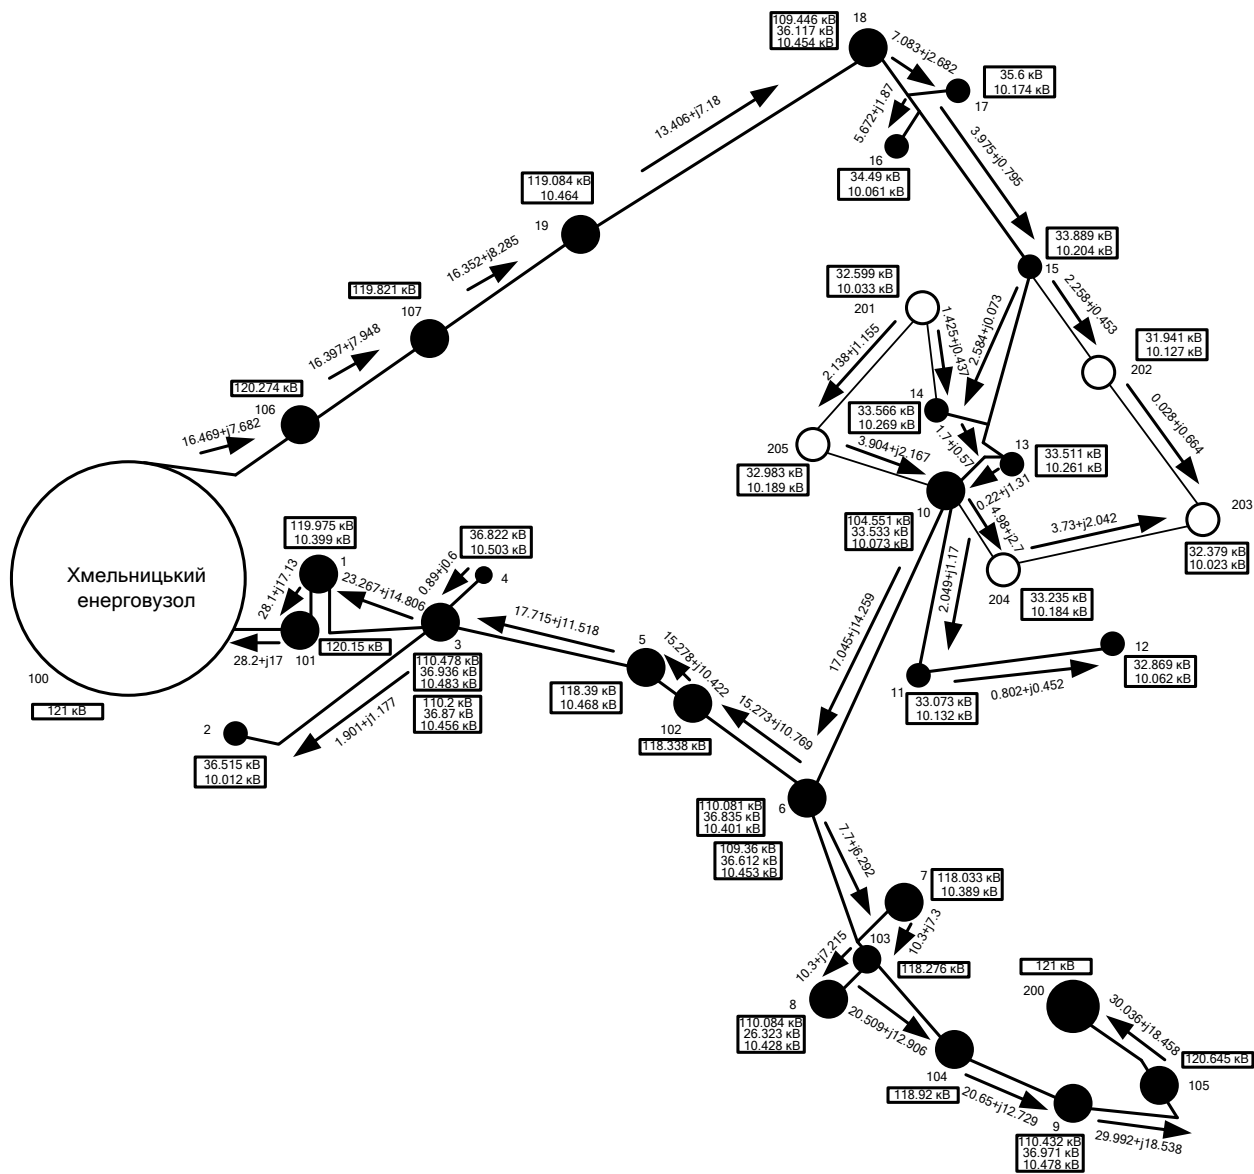 109.446 кВ
36.117 кВ
10.454 кВ
18
7.083+j2.682
35.6 кВ
10.174 кВ
17
5.672+j1.87
16
34.49 кВ
10.061 кВ
3.975+j0.795
13.406+j7.18
119.084 кВ
10.464
19
16.352+j8.285
119.821 кВ
107
16.397+j7.948
120.274 кВ
106
16.469+j7.682
33.889 кВ
10.204 кВ
15
32.599 кВ
10.033 кВ
201
2.138+j1.155
1.425+j0.437
2.584+j0.073
2.258+j0.453
31.941 кВ
10.127 кВ
202
0.028+j0.664
14
33.566 кВ
10.269 кВ
1.7+j0.57
13
33.511 кВ
10.261 кВ
205
32.983 кВ
10.189 кВ
3.904+j2.167
0.22+j1.31
10
104.551 кВ
33.533 кВ
10.073 кВ
4.98+j2.7
3.73+j2.042
203
32.379 кВ
10.023 кВ
204
33.235 кВ
10.184 кВ
2.049+j1.17
17.045+j14.259
11
33.073 кВ
10.132 кВ
0.802+j0.452
12
32.869 кВ
10.062 кВ
Хмельницький
енерговузол
100
121 кВ
119.975 кВ
10.399 кВ
1
28.1+j17.13
28.2+j17
101
120.15 кВ
23.267+j14.806
0.89+j0.6
36.822 кВ
10.503 кВ
4
3
110.478 кВ
36.936 кВ
10.483 кВ
110.2 кВ
36.87 кВ
10.456 кВ
1.901+j1.177
2
36.515 кВ
10.012 кВ
17.715+j11.518
5
118.39 кВ
10.468 кВ
15.278+j10.422
102
118.338 кВ
15.273+j10.769
6
110.081 кВ
36.835 кВ
10.401 кВ
109.36 кВ
36.612 кВ
10.453 кВ
7.7+j6.292
7
118.033 кВ
10.389 кВ
10.3+j7.3
10.3+j7.215
103
118.276 кВ
8
110.084 кВ
26.323 кВ
10.428 кВ
20.509+j12.906
104
118.92 кВ
20.65+j12.729
9
110.432 кВ
36.971 кВ
10.478 кВ
29.992+j18.538
121 кВ
200
30.036+j18.458
120.645 кВ
105